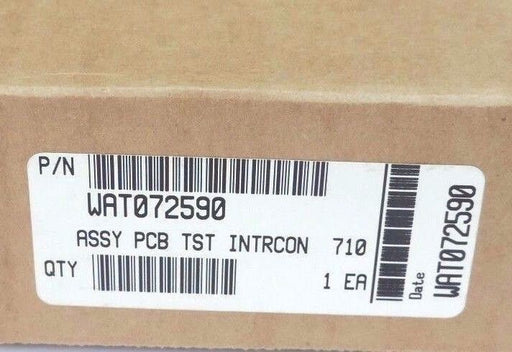 P/N
WAT072590
ASSY PCB TST INTRCON 710
QTY
1 EA
Date
WAT072590